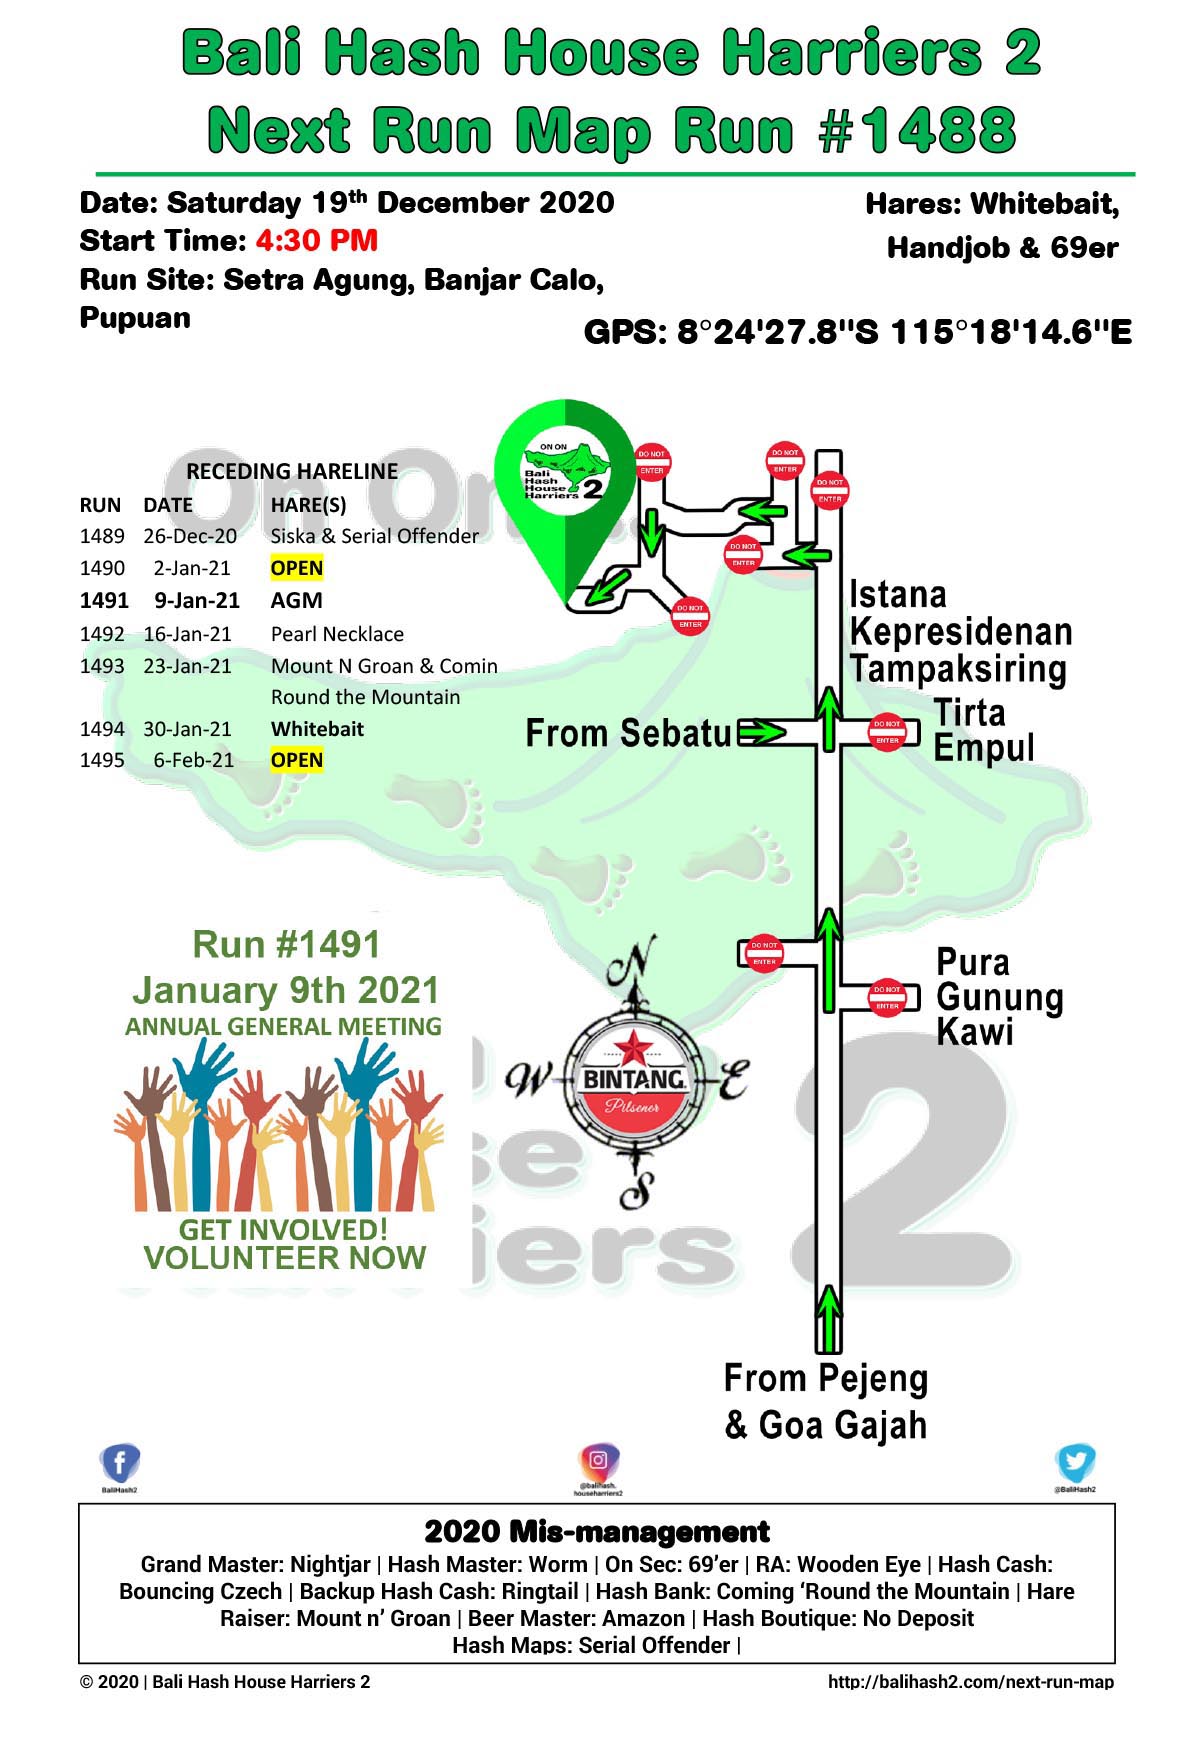 Bali Hash House Harriers 2
Next Run Map Run #1488
Date: Saturday 19th December 2020
Start Time: 4:30 PM
Run Site: Setra Agung, Banjar Calo,
Pupuan
Hares: Whitebait,
Handjob & 69er
GPS: 8°24'27.8"S 115°18'14.6"E
On On
RECEDING HARELINE
RUN DATE HARE(S)
1489 26-Dec-20 Siska & Serial Offender
1490 2-Jan-21 OPEN
1491 9-Jan-21 AGM
1492 16-Jan-21 Pearl Necklace
1493 23-Jan-21 Mount N Groan & Comin
Round the Mountain
1494 30-Jan-21 Whitebait
1495 6-Feb-21 OPEN
ON ON
Bali
Hash
House
Harriers 2
DO NOT
ENTER
DO NOT
ENTER
DO NOT
ENTER
DO NOT
ENTER
DO NOT
ENTER
Istana
Kepresidenan
Tampaksiring
From Sebatu
DO NOT
ENTER
Tirta
Empul
DO NOT
ENTER
DO NOT
ENTER
Pura
Gunung
Kawi
Run #1491
January 9th 2021
ANNUAL GENERAL MEETING
GET INVOLVED!
VOLUNTEER NOW
N
W
E
S
BINTANG
Pilsener
se
iers 2
From Pejeng
& Goa Gajah
BaliHash2
@balihash.
househarriers2
@BaliHash2
2020 Mis-management
Grand Master: Nightjar | Hash Master: Worm | On Sec: 69’er | RA: Wooden Eye | Hash Cash:
Bouncing Czech | Backup Hash Cash: Ringtail | Hash Bank: Coming ‘Round the Mountain | Hare
Raiser: Mount n’ Groan | Beer Master: Amazon | Hash Boutique: No Deposit
Hash Maps: Serial Offender |
© 2020 | Bali Hash House Harriers 2
http://balihash2.com/next-run-map